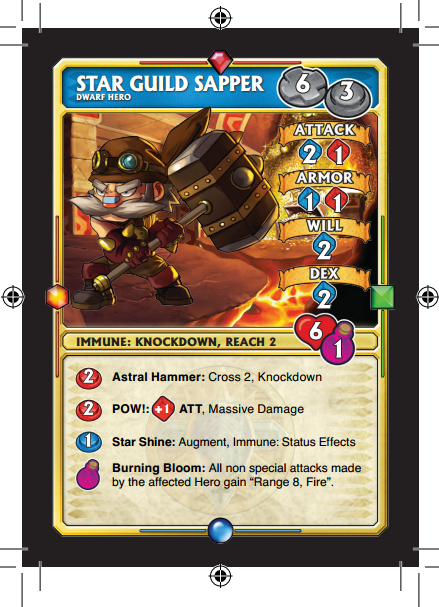 STAR GUILD SAPPER
DWARF HERO
6
3
ATTACK
2 1
ARMOR
1 1
WILL
2
DEX
2
6
1
IMMUNE: KNOCKDOWN, REACH 2
2 Astral Hammer: Cross 2, Knockdown
2 POW!: +1 ATT, Massive Damage
1 Star Shine: Augment, Immune: Status Effects
Burning Bloom: All non special attacks made
by the affected Hero gain “Range 8, Fire”.